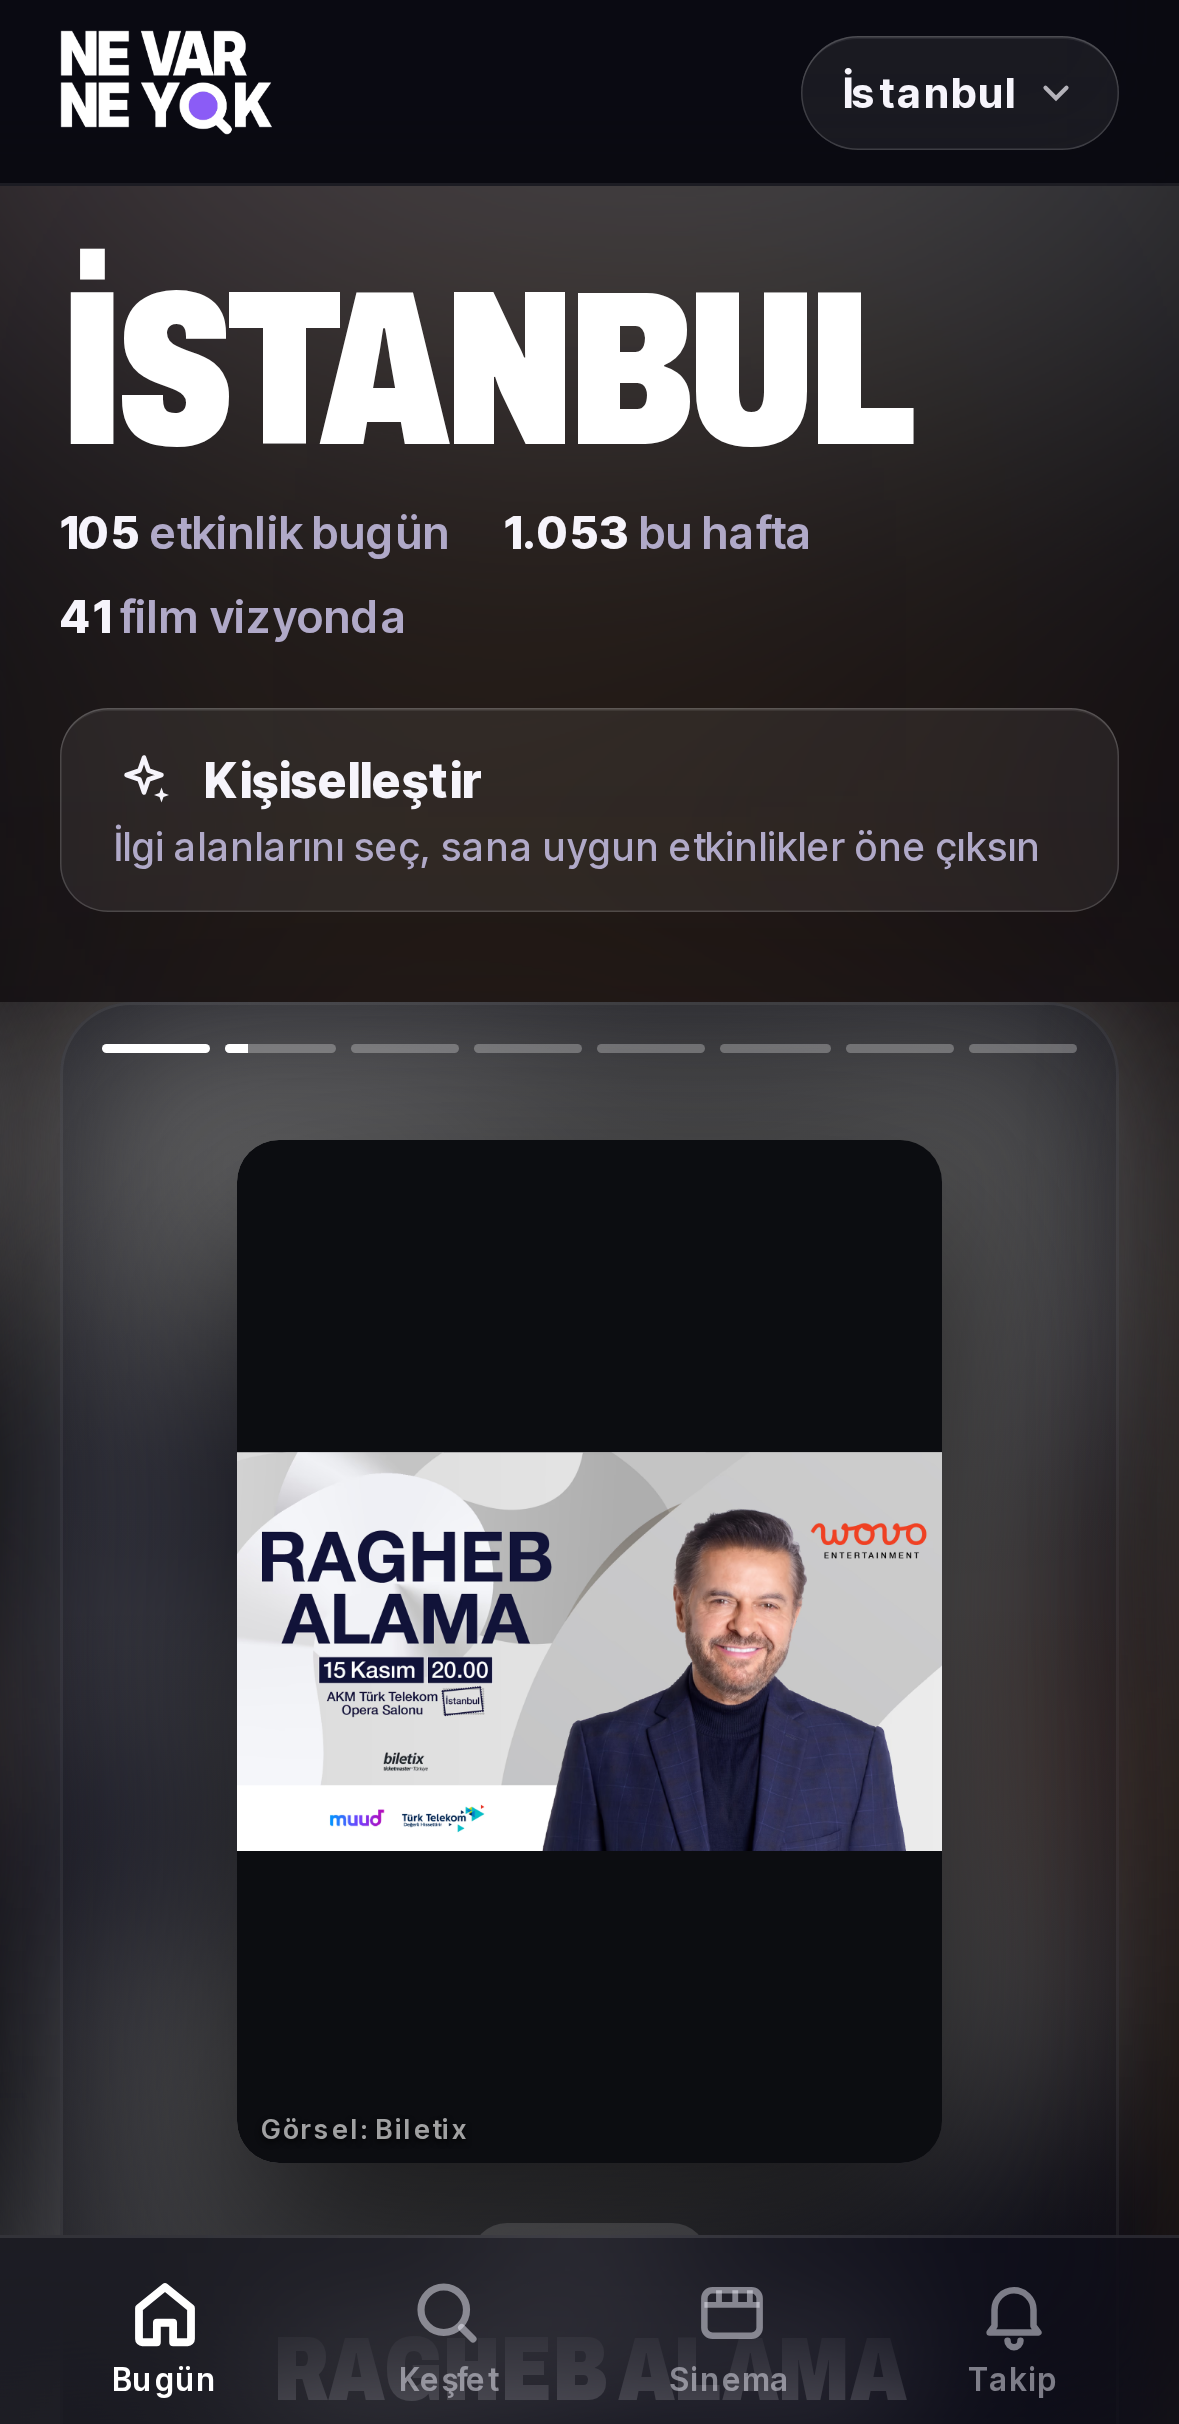 NE VAR
NE YOK
İstanbul
İSTANBUL
105 etkinlik bugün
1.053 bu hafta
41 film vizyonda
Kişiselleştir
İlgi alanlarını seç, sana uygun etkinlikler öne çıksın
RAGHEB
ALAMA
15 Kasım 20.00
AKM Türk Telekom
Opera Salonu
İstanbul
wovo
ENTERTAINMENT
biletix
muud
Türk Telekom
Görsel: Biletix
RAGHEB ALAMA
Bugün
Keşfet
Sinema
Takip